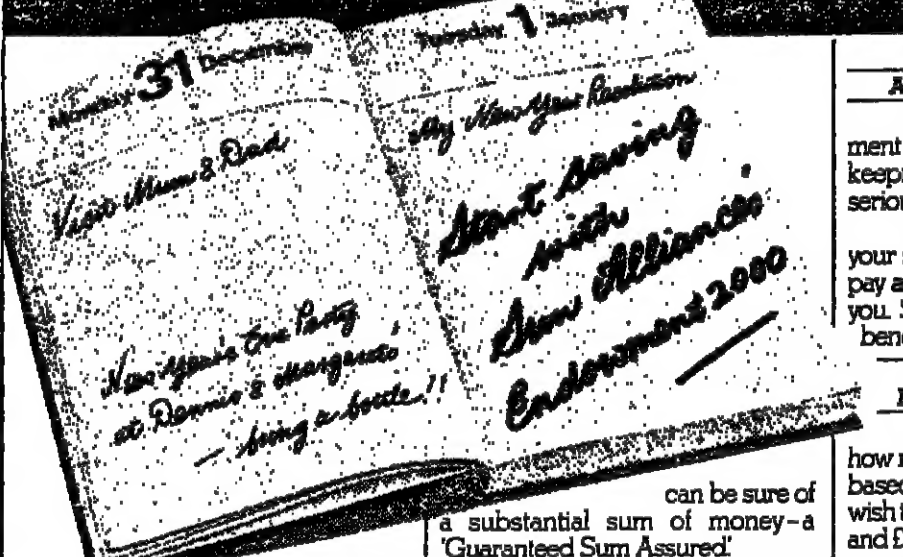 Monday 31 December
Visit Mum & Dad
New Year's Eve Party
at Dennis & Margaret's
— bring a bottle!!
Tuesday 1 January
My New Year Resolution
Start saving
with
Sun Alliance's
Endowment 2000
can be sure of
a substantial sum of money–a
'Guaranteed Sum Assured'.
A
ment
keepi
serio
your
pay a
you.
bene
how
based
wish t
and £